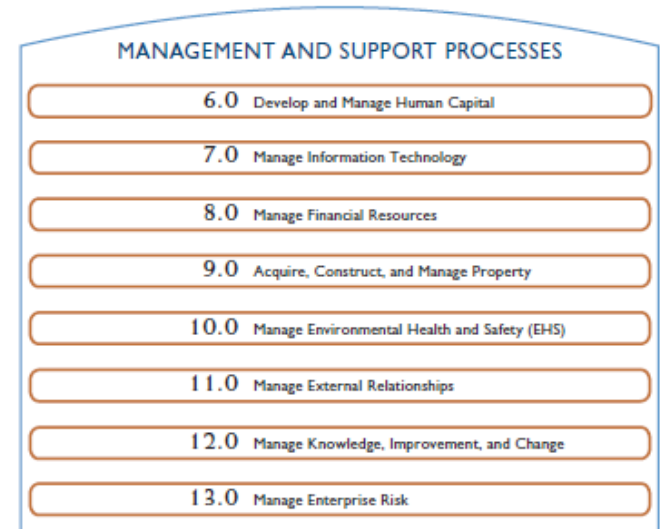 MANAGEMENT AND SUPPORT PROCESSES
6.0 Develop and Manage Human Capital
7.0 Manage Information Technology
8.0 Manage Financial Resources
9.0 Acquire, Construct, and Manage Property
10.0 Manage Environmental Health and Safety (EHS)
11.0 Manage External Relationships
12.0 Manage Knowledge, Improvement, and Change
13.0 Manage Enterprise Risk